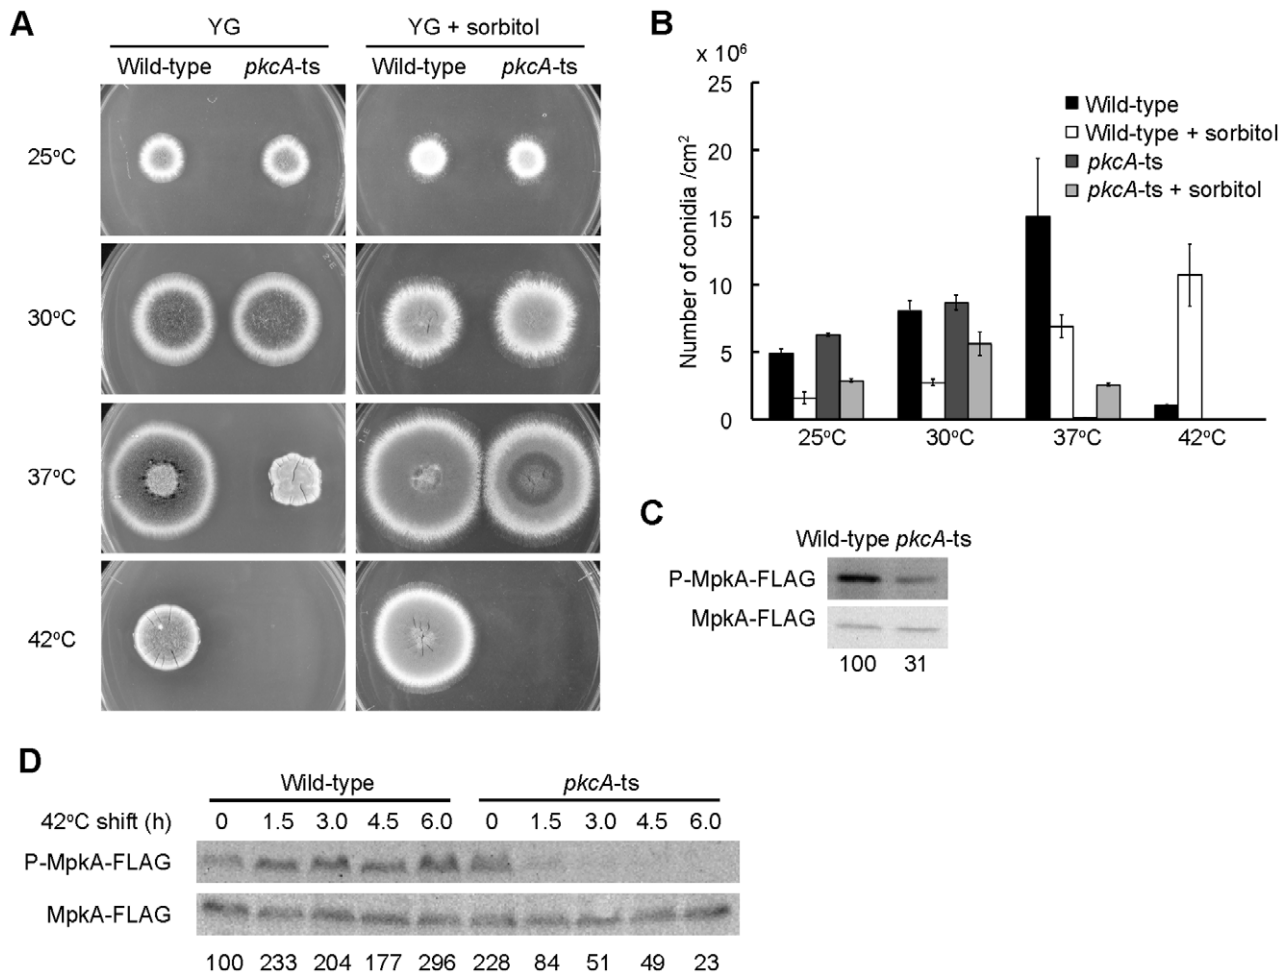 A
YG
YG + sorbitol
Wild-type pkcA-ts
Wild-type pkcA-ts
25°C
30°C
37°C
42°C
B
x 10⁶
25
20
15
10
5
0
Number of conidia /cm²
Wild-type
Wild-type + sorbitol
pkcA-ts
pkcA-ts + sorbitol
25°C 30°C 37°C 42°C
C
Wild-type pkcA-ts
P-MpkA-FLAG
MpkA-FLAG
100 31
D
Wild-type pkcA-ts
42°C shift (h) 0 1.5 3.0 4.5 6.0 0 1.5 3.0 4.5 6.0
P-MpkA-FLAG
MpkA-FLAG
100 233 204 177 296 228 84 51 49 23